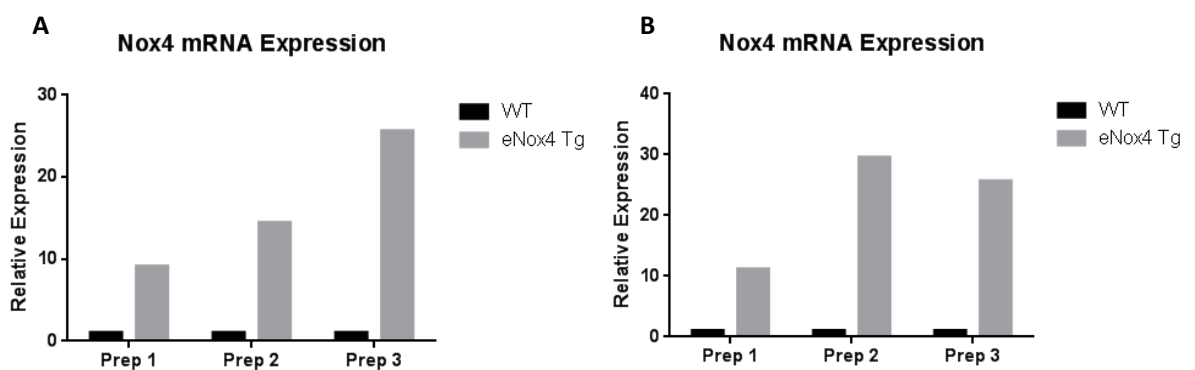 A
Nox4 mRNA Expression
30
20
10
0
Relative Expression
Prep 1
Prep 2
Prep 3
WT
eNox4 Tg
B
Nox4 mRNA Expression
40
30
20
10
0
Relative Expression
Prep 1
Prep 2
Prep 3
WT
eNox4 Tg